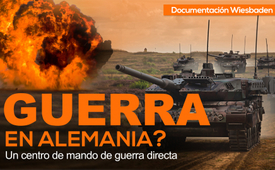 Documentación Wiesbaden
GUERRA
EN ALEMANIA?
Un centro de mando de guerra directa